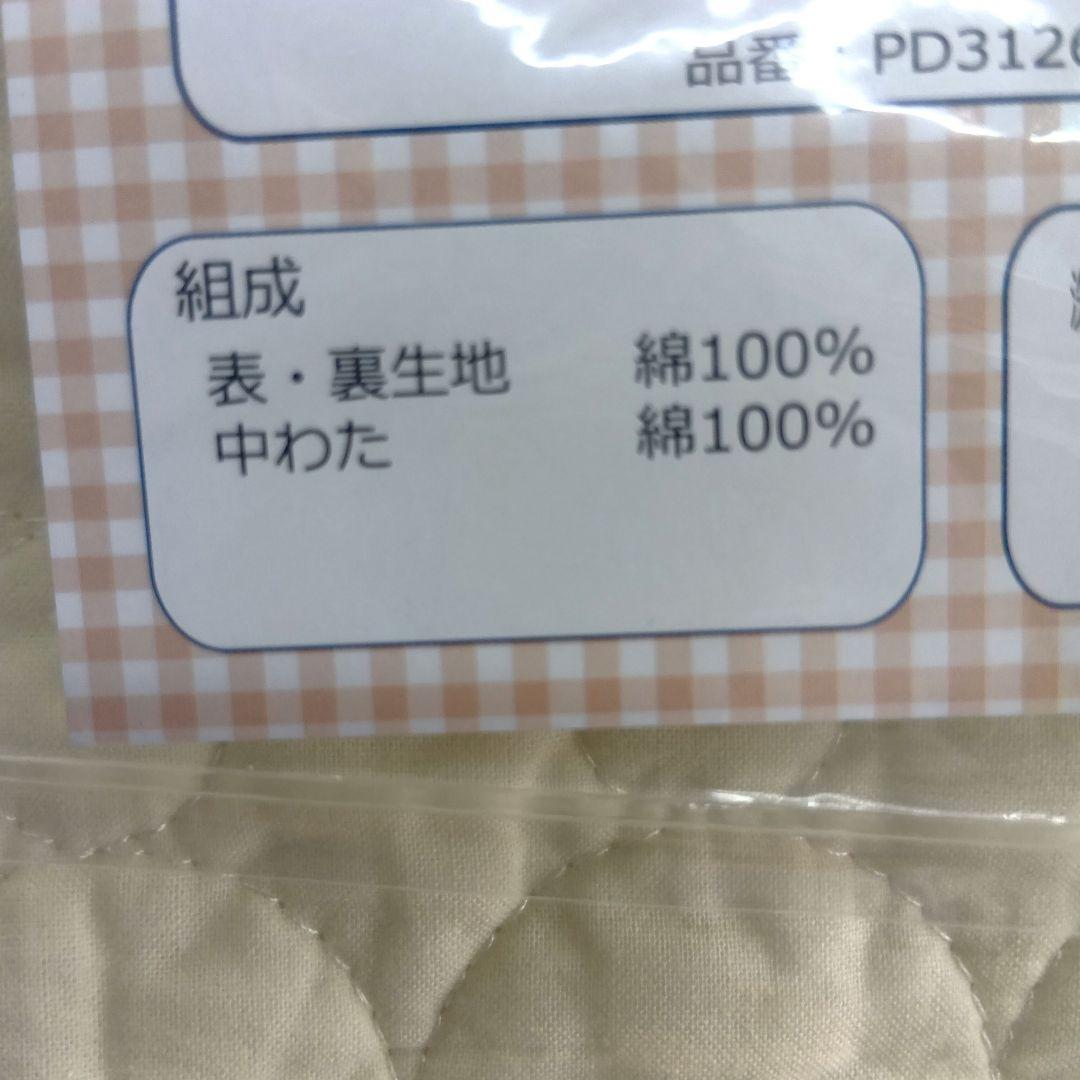 品番 : PD3126
組成
表・裏生地 綿100%
中わた 綿100%